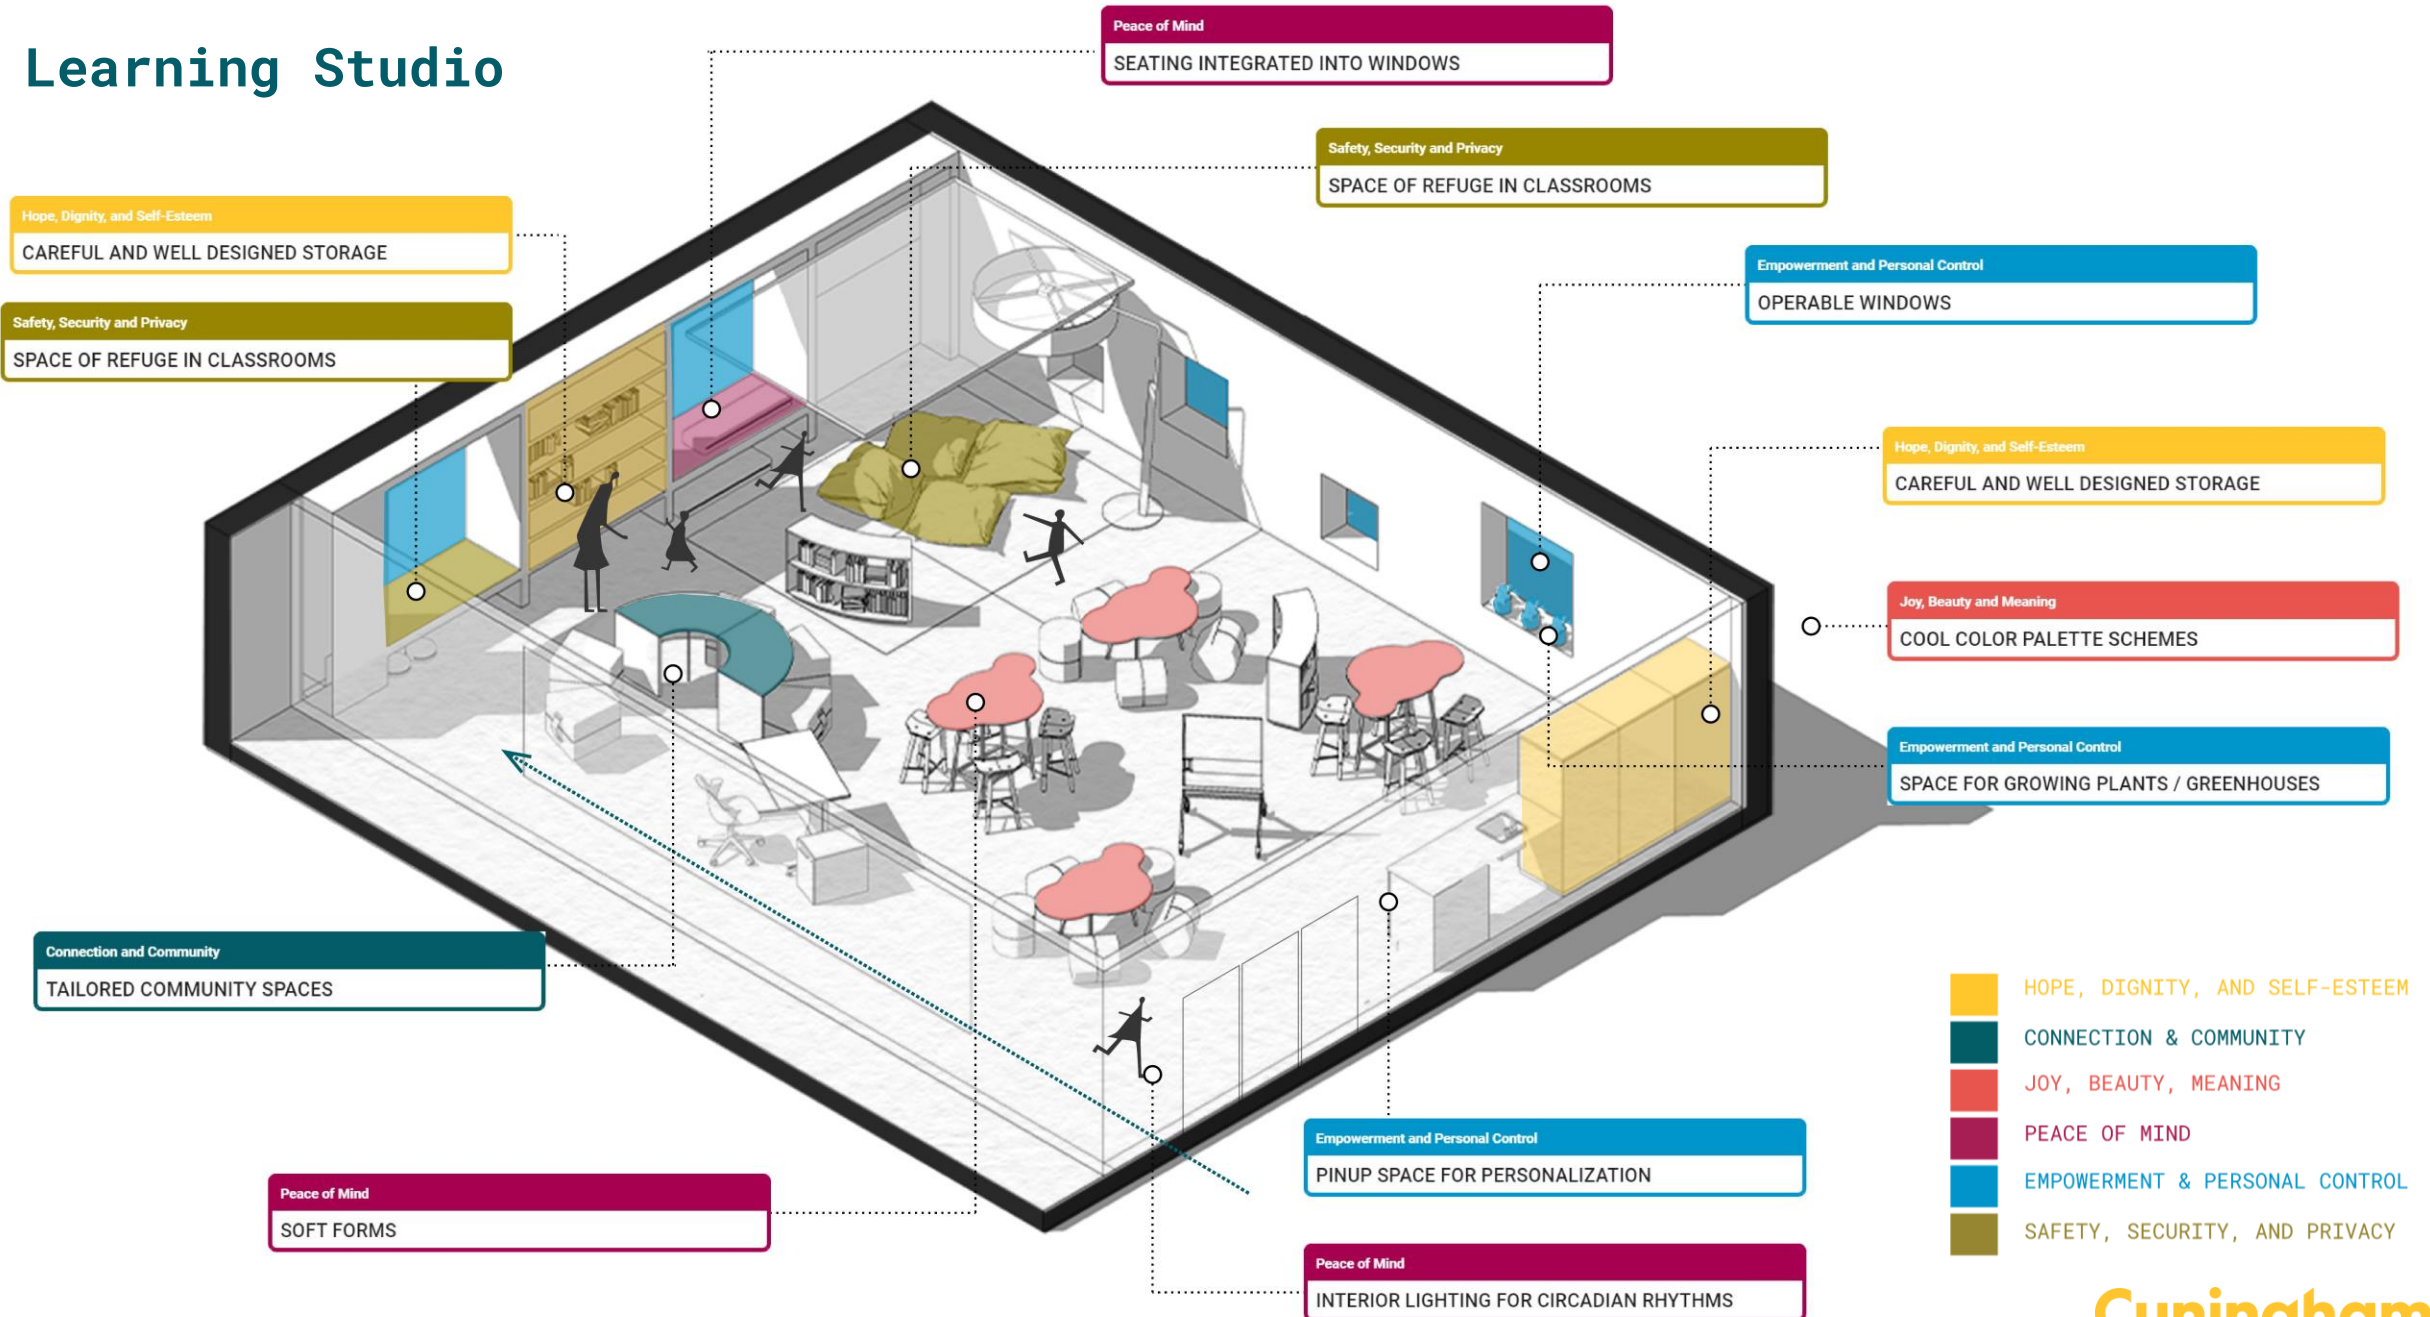 Learning Studio
Peace of Mind
SEATING INTEGRATED INTO WINDOWS
Safety, Security and Privacy
SPACE OF REFUGE IN CLASSROOMS
Hope, Dignity, and Self-Esteem
CAREFUL AND WELL DESIGNED STORAGE
Safety, Security and Privacy
SPACE OF REFUGE IN CLASSROOMS
Empowerment and Personal Control
OPERABLE WINDOWS
Hope, Dignity, and Self-Esteem
CAREFUL AND WELL DESIGNED STORAGE
Joy, Beauty and Meaning
COOL COLOR PALETTE SCHEMES
Empowerment and Personal Control
SPACE FOR GROWING PLANTS / GREENHOUSES
Connection and Community
TAILORED COMMUNITY SPACES
Peace of Mind
SOFT FORMS
Empowerment and Personal Control
PINUP SPACE FOR PERSONALIZATION
Peace of Mind
INTERIOR LIGHTING FOR CIRCADIAN RHYTHMS
HOPE, DIGNITY, AND SELF-ESTEEM
CONNECTION & COMMUNITY
JOY, BEAUTY, MEANING
PEACE OF MIND
EMPOWERMENT & PERSONAL CONTROL
SAFETY, SECURITY, AND PRIVACY
Cuningham